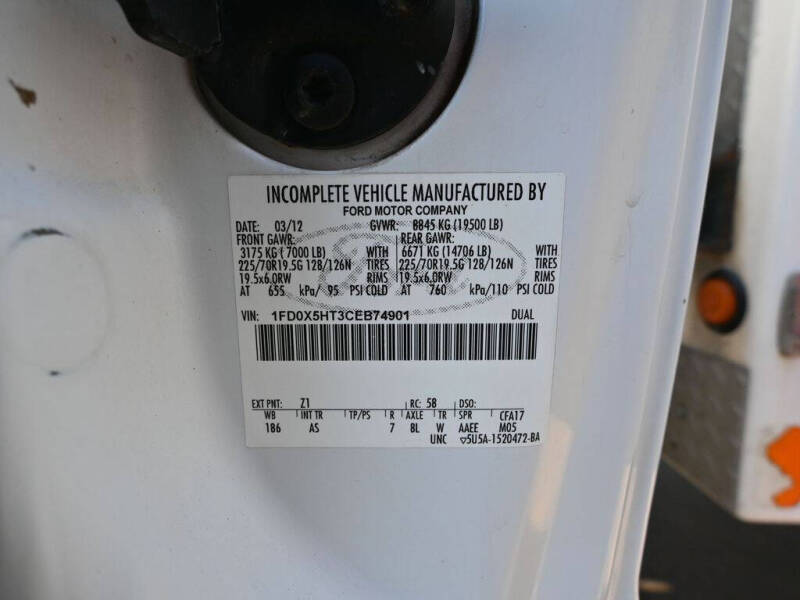 INCOMPLETE VEHICLE MANUFACTURED BY
FORD MOTOR COMPANY
DATE: 03/12 GVWR: 8845 KG (19500 LB)
FRONT GAWR: REAR GAWR:
3175 KG ( 7000 LB) WITH 6671 KG (14706 LB) WITH
225/70R19.5G 128/126N TIRES 225/70R19.5G 128/126N TIRES
19.5x6.0RW RIMS 19.5x6.0RW RIMS
AT 655 kPa/ 95 PSI COLD AT 760 kPa/110 PSI COLD
VIN: 1FD0X5HT3CEB74901 DUAL
EXT PNT: Z1 RC: 58 DSO:
WB INT TR TP/PS R AXLE TR SPR CFA17
186 AS 7 8L W AAEE M05
UNC ▽5U5A-1520472-BA